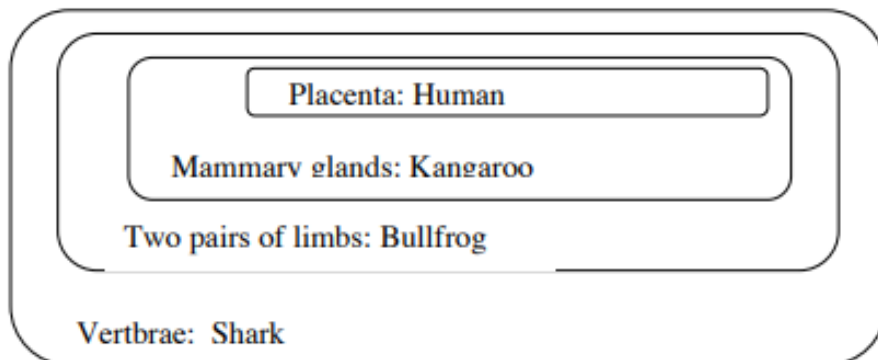 Placenta: Human
Mammary glands: Kangaroo
Two pairs of limbs: Bullfrog
Vertbrae: Shark